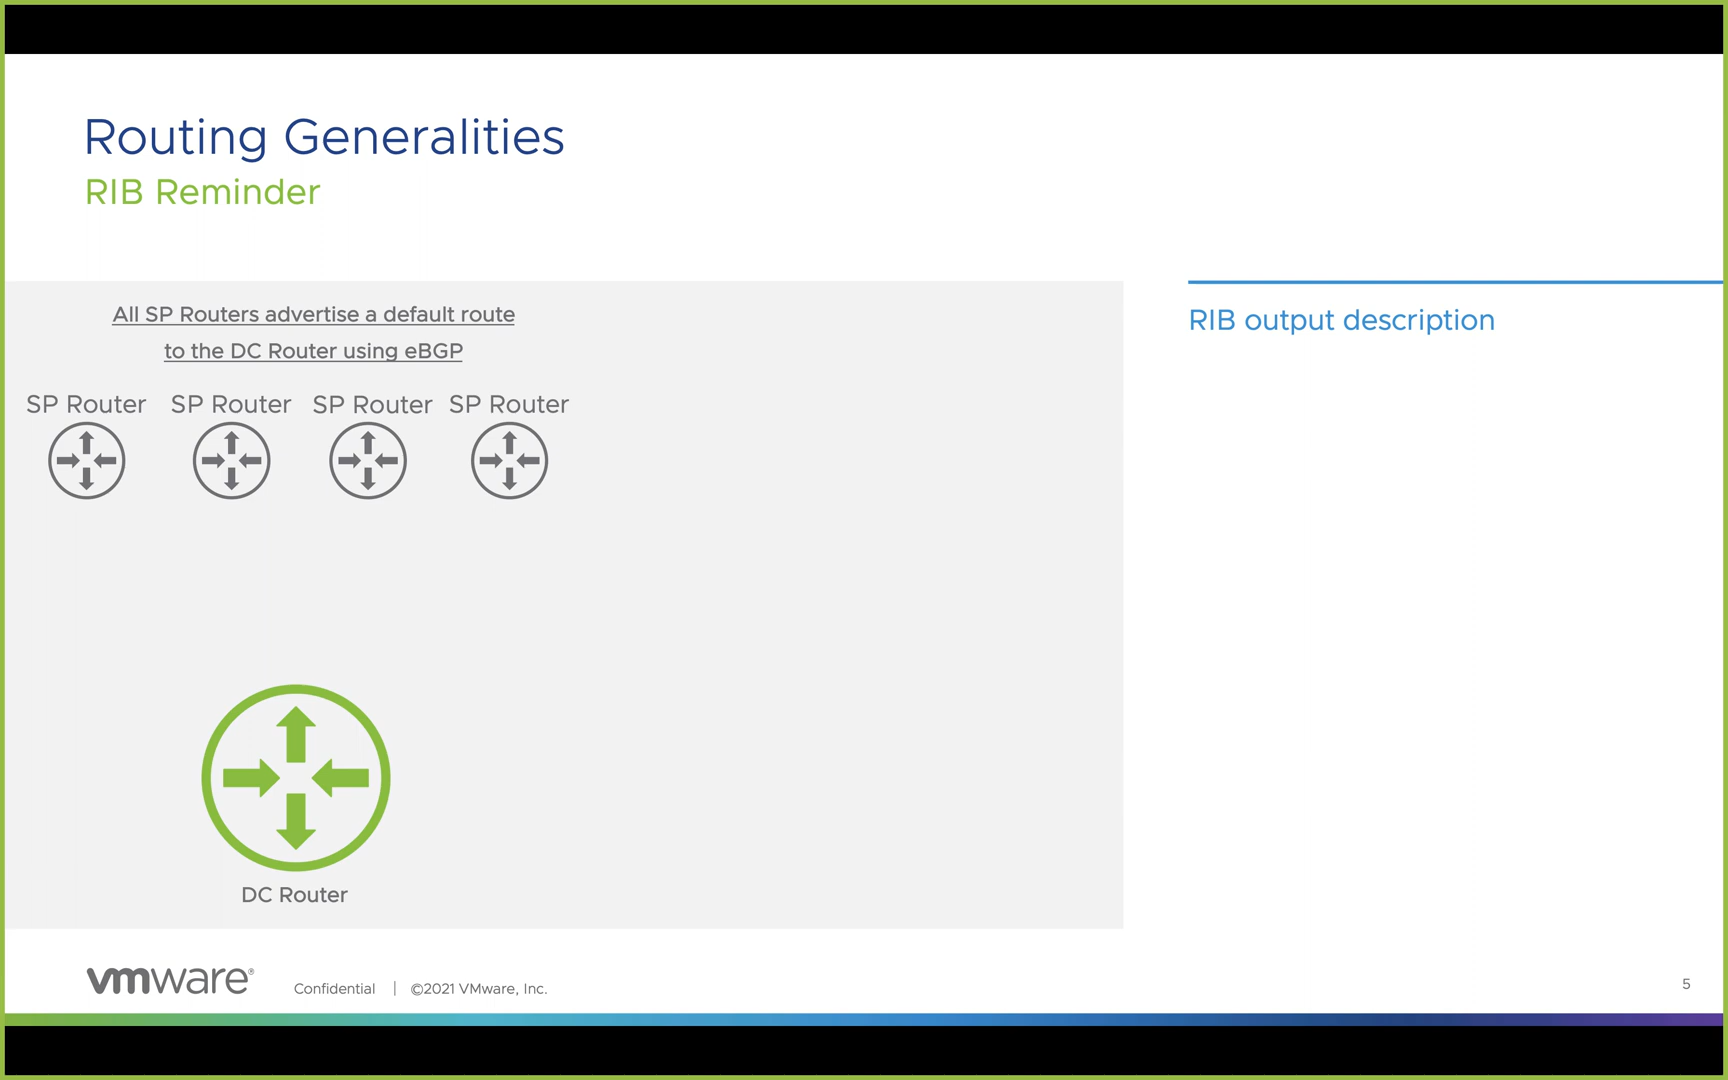 Routing Generalities
RIB Reminder
All SP Routers advertise a default route
to the DC Router using eBGP
SP Router SP Router SP Router SP Router
DC Router
RIB output description
vmware®
Confidential | ©2021 VMware, Inc.
5